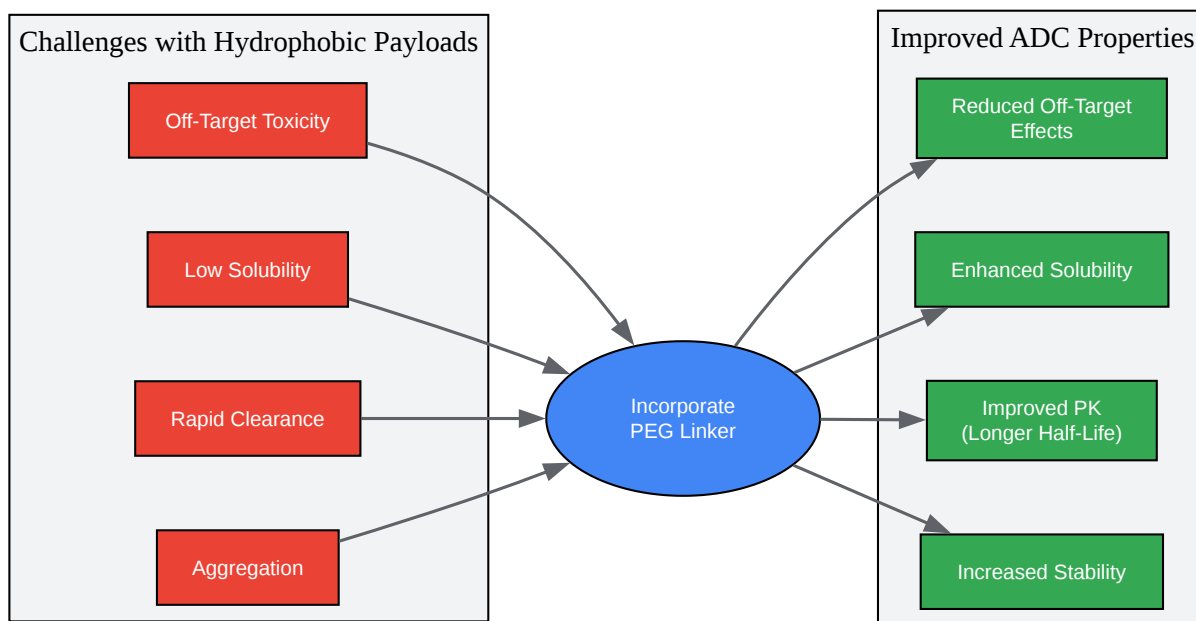 Challenges with Hydrophobic Payloads
Off-Target Toxicity
Low Solubility
Rapid Clearance
Aggregation
Incorporate
PEG Linker
Improved ADC Properties
Reduced Off-Target
Effects
Enhanced Solubility
Improved PK
(Longer Half-Life)
Increased Stability